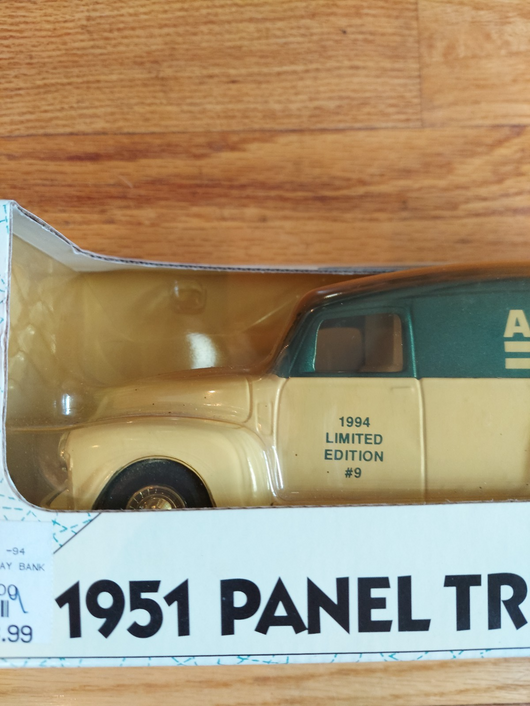 A
1994
LIMITED
EDITION
#9
-94
AY BANK
.99
1951 PANEL TR